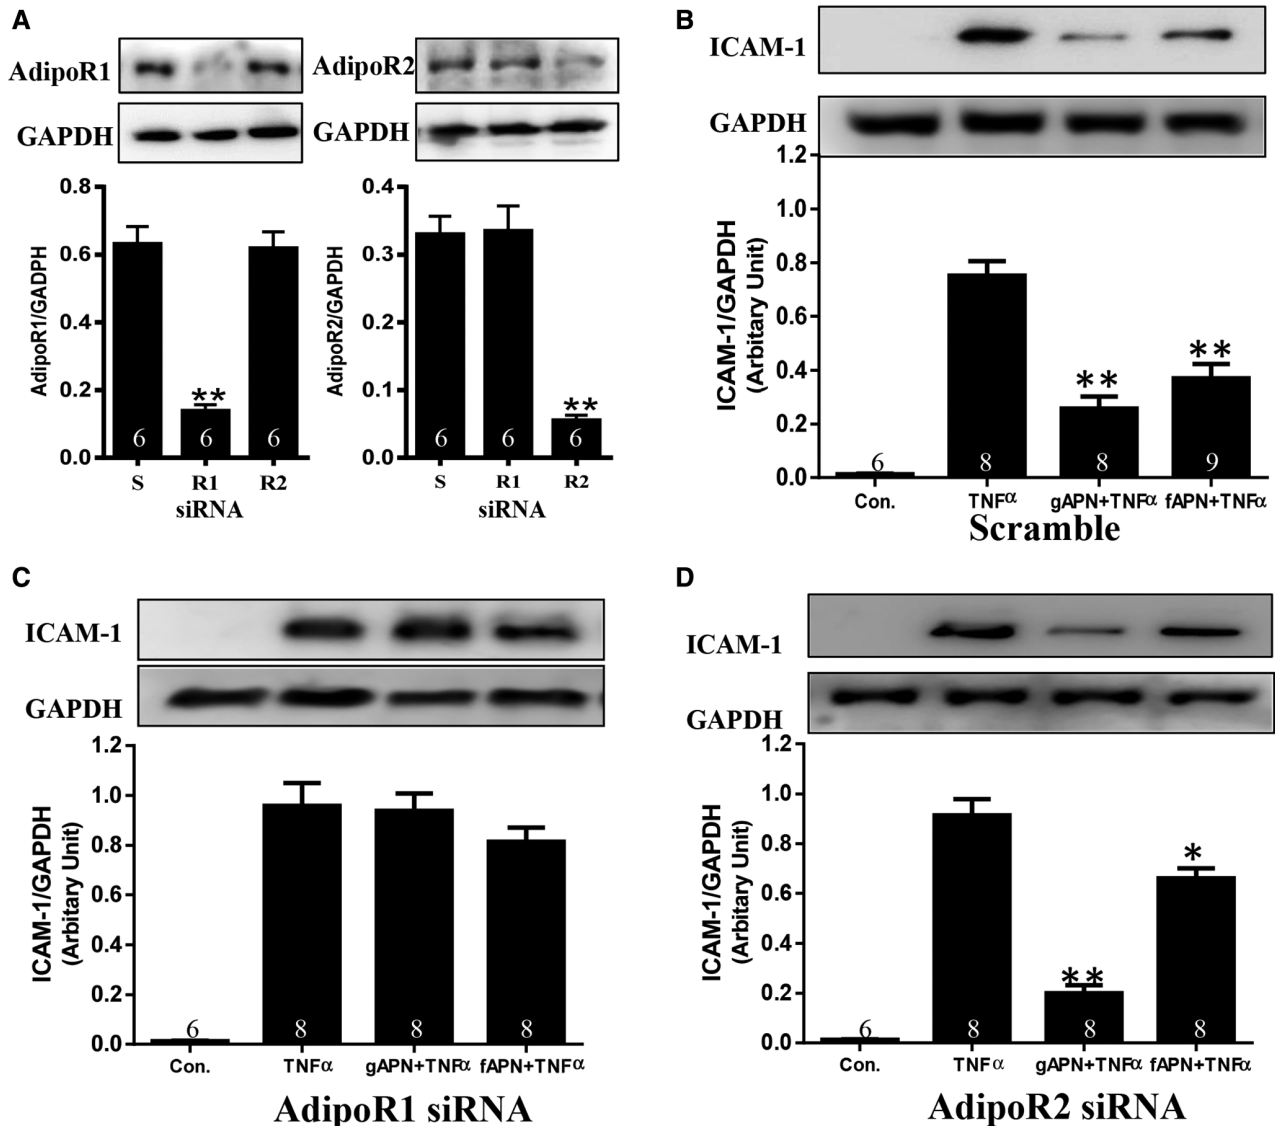 A
AdipoR1
GAPDH
AdipoR2
GAPDH
AdipoR1/GADPH
0.8
0.6
0.4
0.2
0.0
**
6 6 6
S R1 R2
siRNA
AdipoR2/GAPDH
0.4
0.3
0.2
0.1
0.0
**
6 6 6
S R1 R2
siRNA
B
ICAM-1
GAPDH
ICAM-1/GAPDH
(Arbitary Unit)
1.2
1.0
0.8
0.6
0.4
0.2
0.0
** **
6 8 8 9
Con. TNFα gAPN+TNFα fAPN+TNFα
Scramble
C
ICAM-1
GAPDH
ICAM-1/GAPDH
(Arbitary Unit)
1.2
1.0
0.8
0.6
0.4
0.2
0.0
6 8 8 8
Con. TNFα gAPN+TNFα fAPN+TNFα
AdipoR1 siRNA
D
ICAM-1
GAPDH
ICAM-1/GAPDH
(Arbitary Unit)
1.2
1.0
0.8
0.6
0.4
0.2
0.0
** *
6 8 8 8
Con. TNFα gAPN+TNFα fAPN+TNFα
AdipoR2 siRNA